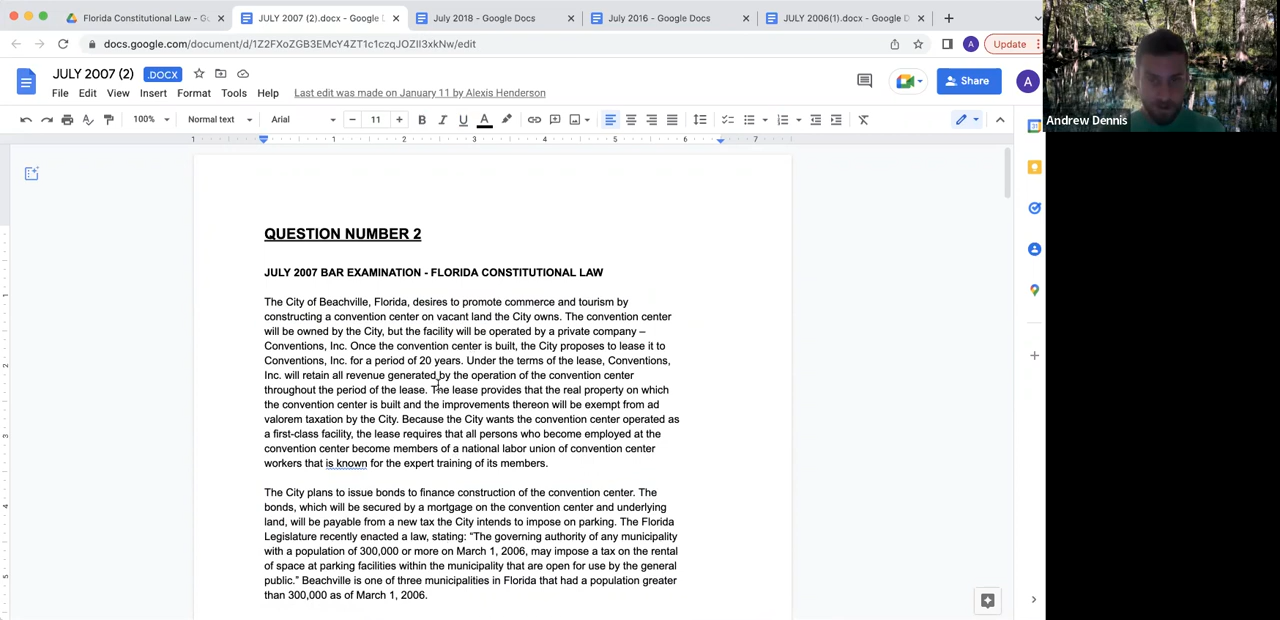 Florida Constitutional Law - Go
JULY 2007 (2).docx - Google D
July 2018 - Google Docs
July 2016 - Google Docs
JULY 2006(1).docx - Google D
docs.google.com/document/d/1Z2FXoZGB3EMcY4ZT1c1czqJOZII3xkNw/edit
A
Update
JULY 2007 (2) .DOCX
Share
A
File Edit View Insert Format Tools Help Last edit was made on January 11 by Alexis Henderson
100% Normal text Arial - 11 + B I U A
1 1 2 3 4 5 6 7
Andrew Dennis
QUESTION NUMBER 2
JULY 2007 BAR EXAMINATION - FLORIDA CONSTITUTIONAL LAW
The City of Beachville, Florida, desires to promote commerce and tourism by
constructing a convention center on vacant land the City owns. The convention center
will be owned by the City, but the facility will be operated by a private company –
Conventions, Inc. Once the convention center is built, the City proposes to lease it to
Conventions, Inc. for a period of 20 years. Under the terms of the lease, Conventions,
Inc. will retain all revenue generated by the operation of the convention center
throughout the period of the lease. The lease provides that the real property on which
the convention center is built and the improvements thereon will be exempt from ad
valorem taxation by the City. Because the City wants the convention center operated as
a first-class facility, the lease requires that all persons who become employed at the
convention center become members of a national labor union of convention center
workers that is known for the expert training of its members.
The City plans to issue bonds to finance construction of the convention center. The
bonds, which will be secured by a mortgage on the convention center and underlying
land, will be payable from a new tax the City intends to impose on parking. The Florida
Legislature recently enacted a law, stating: “The governing authority of any municipality
with a population of 300,000 or more on March 1, 2006, may impose a tax on the rental
of space at parking facilities within the municipality that are open for use by the general
public.” Beachville is one of three municipalities in Florida that had a population greater
than 300,000 as of March 1, 2006.
1
2
3
4
5